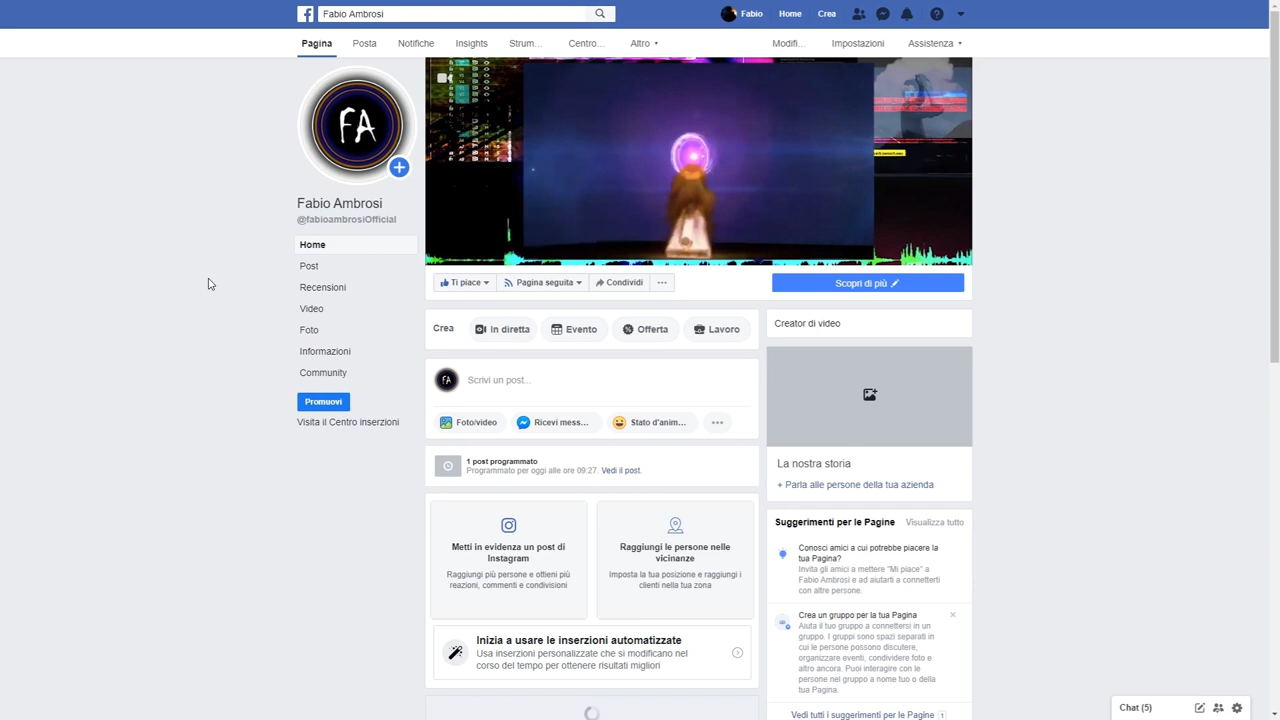 Fabio Ambrosi
Fabio
Home
Crea
Pagina
Posta
Notifiche
Insights
Strum...
Centro...
Altro
Modifi...
Impostazioni
Assistenza
FA
Fabio Ambrosi
@fabioambrosiOfficial
Home
Post
Recensioni
Video
Foto
Informazioni
Community
Promuovi
Visita il Centro inserzioni
Ti piace
Pagina seguita
Condividi
Scopri di più
Crea
In diretta
Evento
Offerta
Lavoro
FA
Scrivi un post...
Foto/video
Ricevi mess...
Stato d'anim...
1 post programmato
Programmato per oggi alle ore 09:27. Vedi il post.
Metti in evidenza un post di
Instagram
Raggiungi più persone e ottieni più
reazioni, commenti e condivisioni
Raggiungi le persone nelle
vicinanze
Imposta la tua posizione e raggiungi i
clienti nella tua zona
Inizia a usare le inserzioni automatizzate
Usa inserzioni personalizzate che si modificano nel
corso del tempo per ottenere risultati migliori
Creator di video
La nostra storia
+ Parla alle persone della tua azienda
Suggerimenti per le Pagine
Visualizza tutto
Conosci amici a cui potrebbe piacere la
tua Pagina?
Invita gli amici a mettere "Mi piace" a
Fabio Ambrosi e ad aiutarti a connetterti
con altre persone.
Crea un gruppo per la tua Pagina
Aiuta il tuo gruppo a connettersi in un
gruppo. I gruppi sono spazi separati in
cui le persone possono discutere,
organizzare eventi, condividere foto e
altro ancora. Puoi interagire con le
persone nel gruppo a nome tuo o della
tua Pagina.
Vedi tutti i suggerimenti per le Pagine 1
Chat (5)